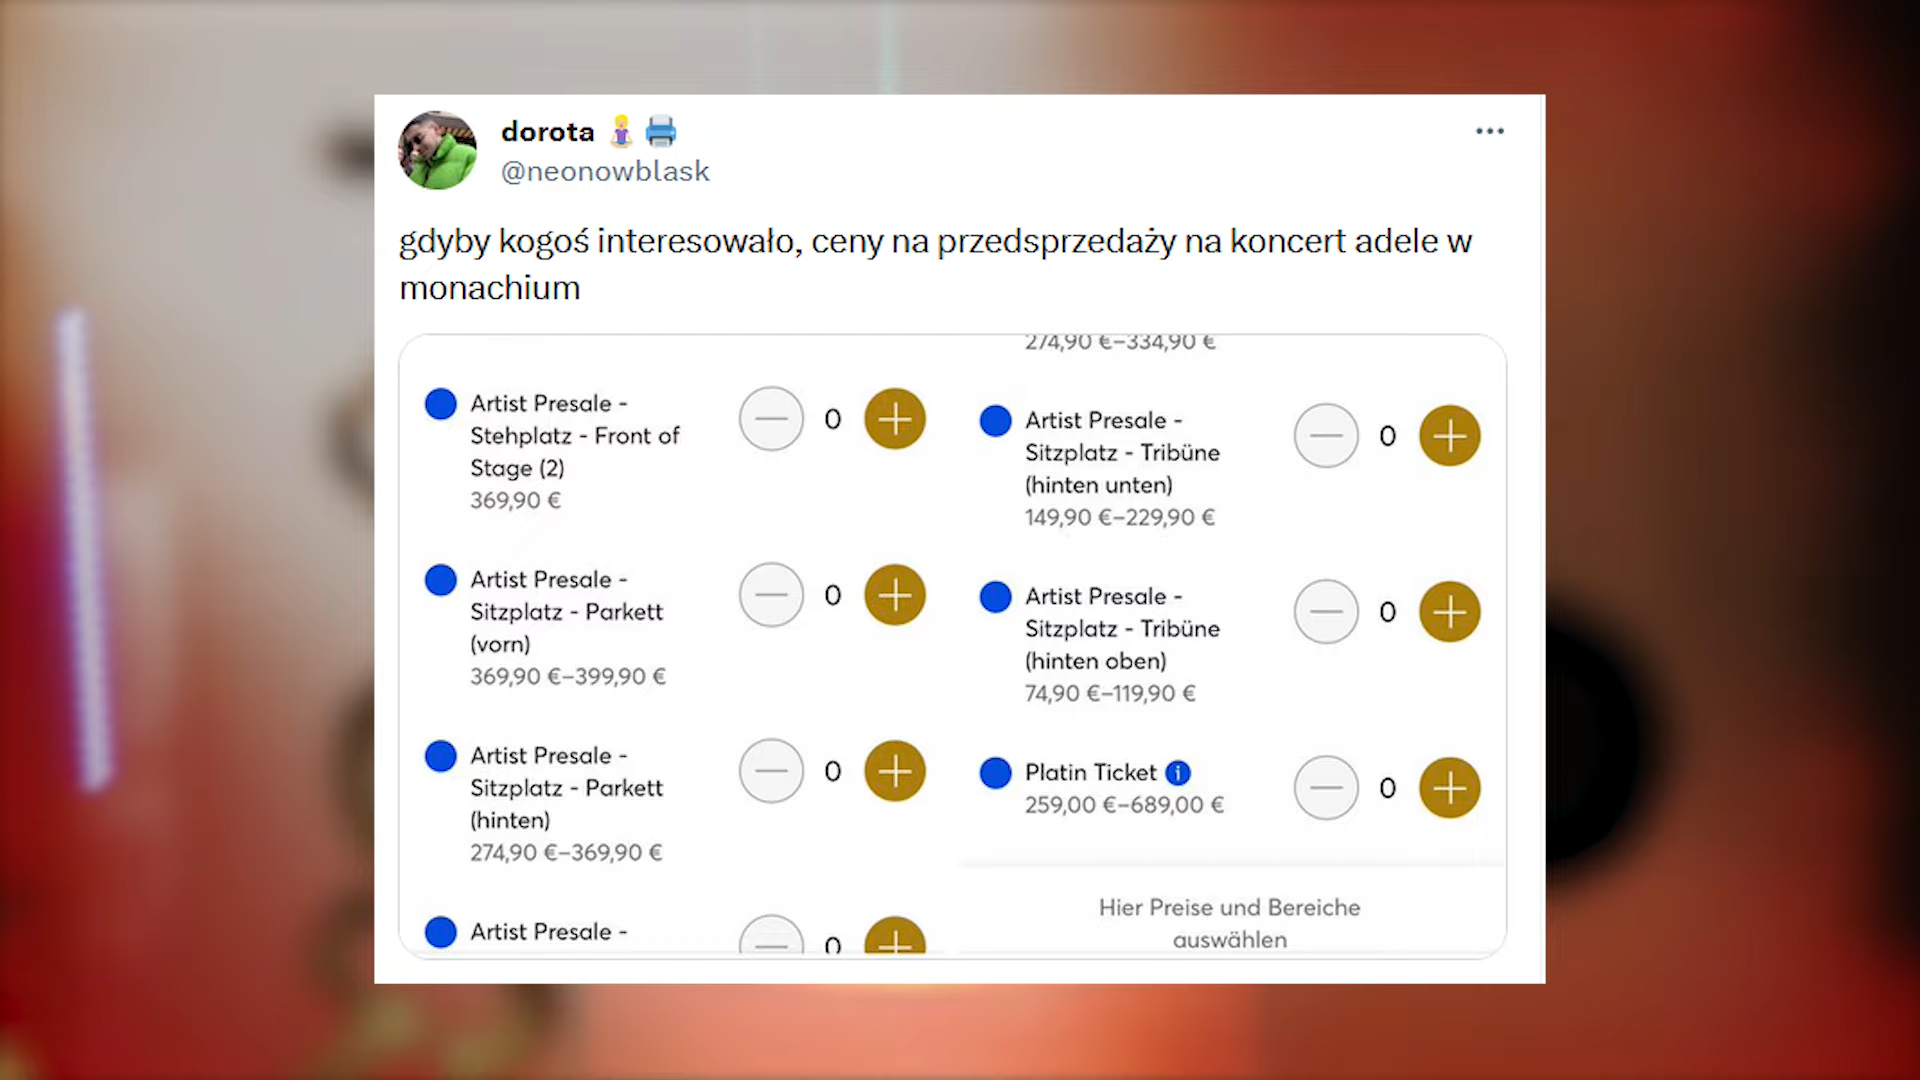 dorota
@neonowblask
gdyby kogoś interesowało, ceny na przedsprzedaży na koncert adele w
monachium
Artist Presale -
Stehplatz - Front of
Stage (2)
369,90 €
0
Artist Presale -
Sitzplatz - Parkett
(vorn)
369,90 €–399,90 €
0
Artist Presale -
Sitzplatz - Parkett
(hinten)
274,90 €–369,90 €
0
Artist Presale -
0
274,90 €–334,90 €
Artist Presale -
Sitzplatz - Tribüne
(hinten unten)
149,90 €–229,90 €
0
Artist Presale -
Sitzplatz - Tribüne
(hinten oben)
74,90 €–119,90 €
0
Platin Ticket i
259,00 €–689,00 €
0
Hier Preise und Bereiche
auswählen